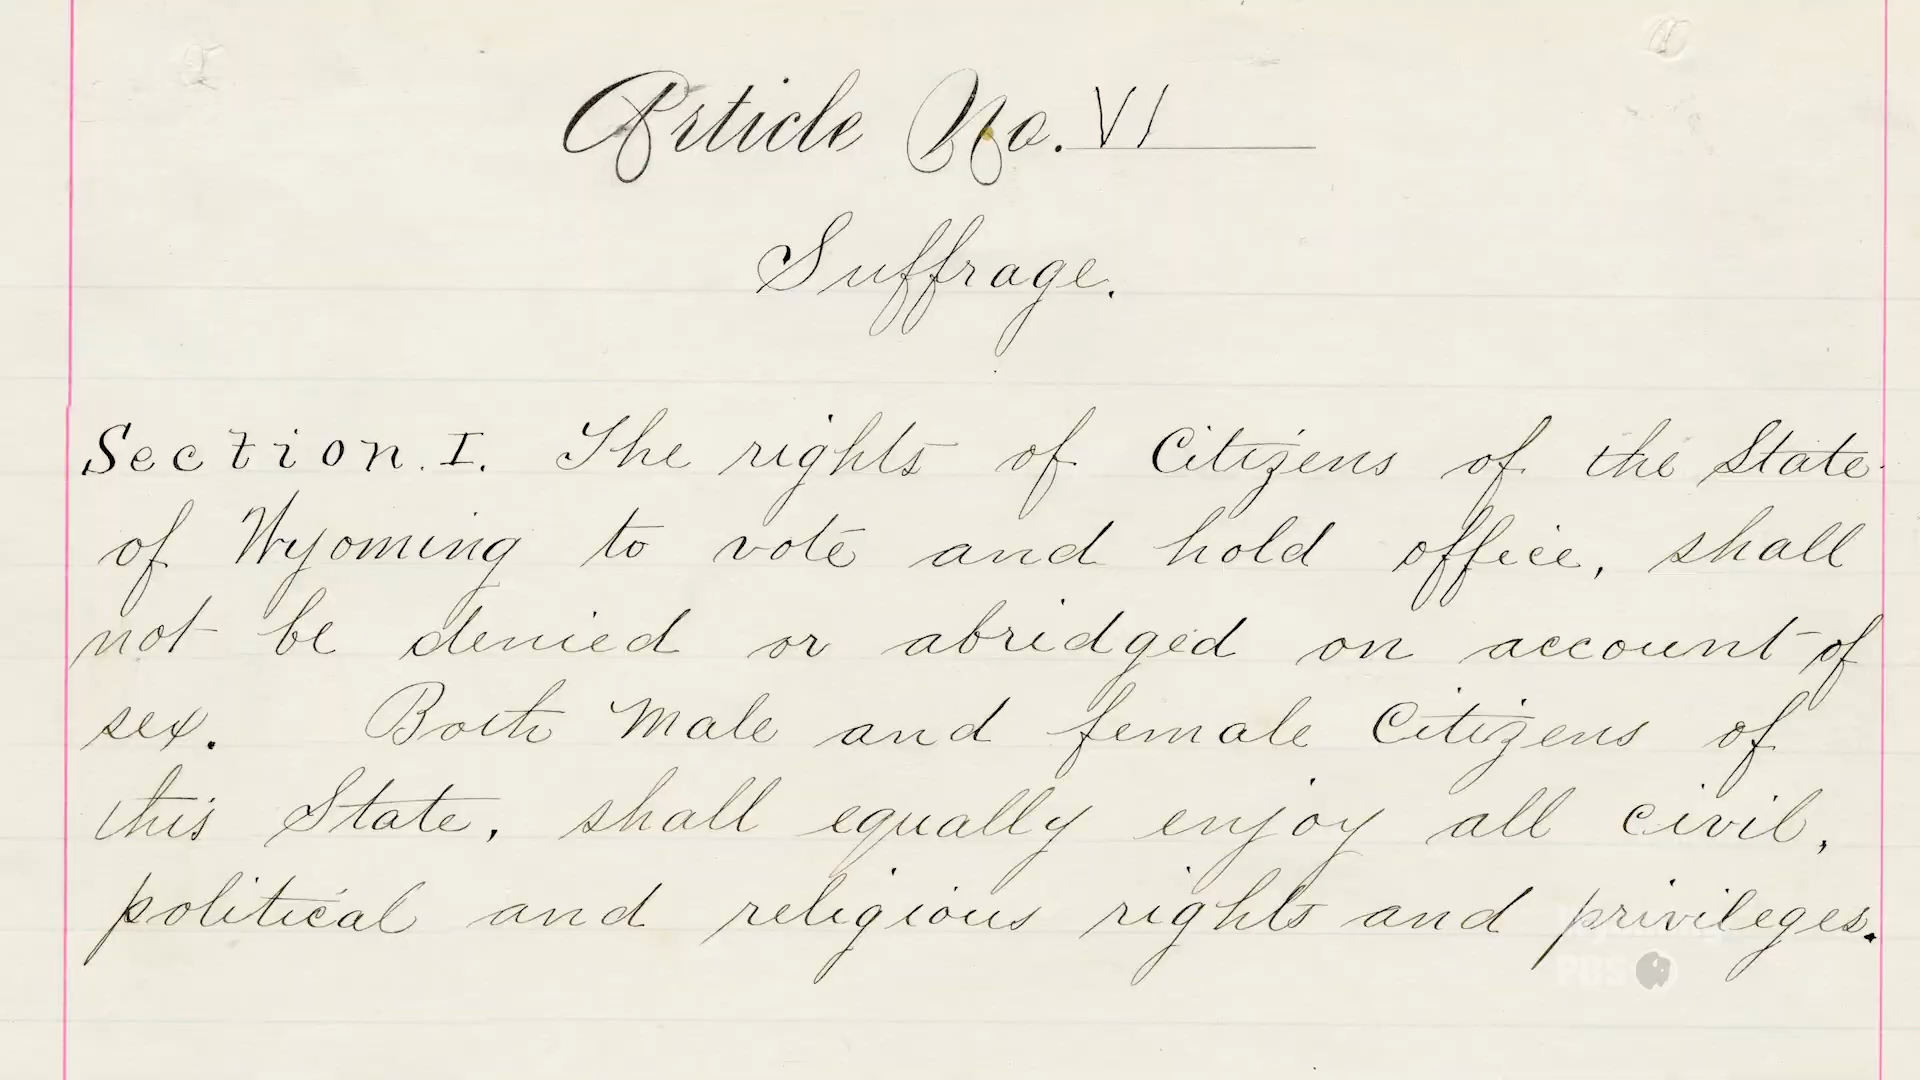 Article No. VI
Suffrage.
Section. I. The rights of Citizens of the State
of Wyoming to vote and hold office, shall
not be denied or abridged on account of
sex. Both Male and female Citizens of
this State, shall equally enjoy all civil,
political and religious rights and privileges.
PBS